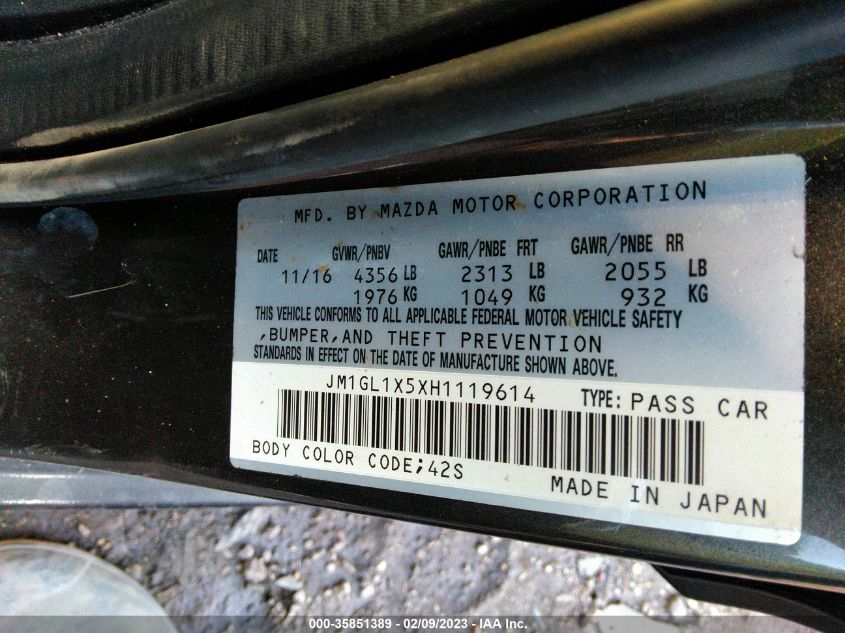 MFD. BY MAZDA MOTOR CORPORATION
DATE GVWR/PNBV GAWR/PNBE FRT GAWR/PNBE RR
11/16 4356 LB 2313 LB 2055 LB
1976 KG 1049 KG 932 KG
THIS VEHICLE CONFORMS TO ALL APPLICABLE FEDERAL MOTOR VEHICLE SAFETY
,BUMPER,AND THEFT PREVENTION
STANDARDS IN EFFECT ON THE DATE OF MANUFACTURE SHOWN ABOVE.
JM1GL1X5XH1119614 TYPE: PASS CAR
BODY COLOR CODE;42S
MADE IN JAPAN
000-35851389 - 02/09/2023 - IAA Inc.